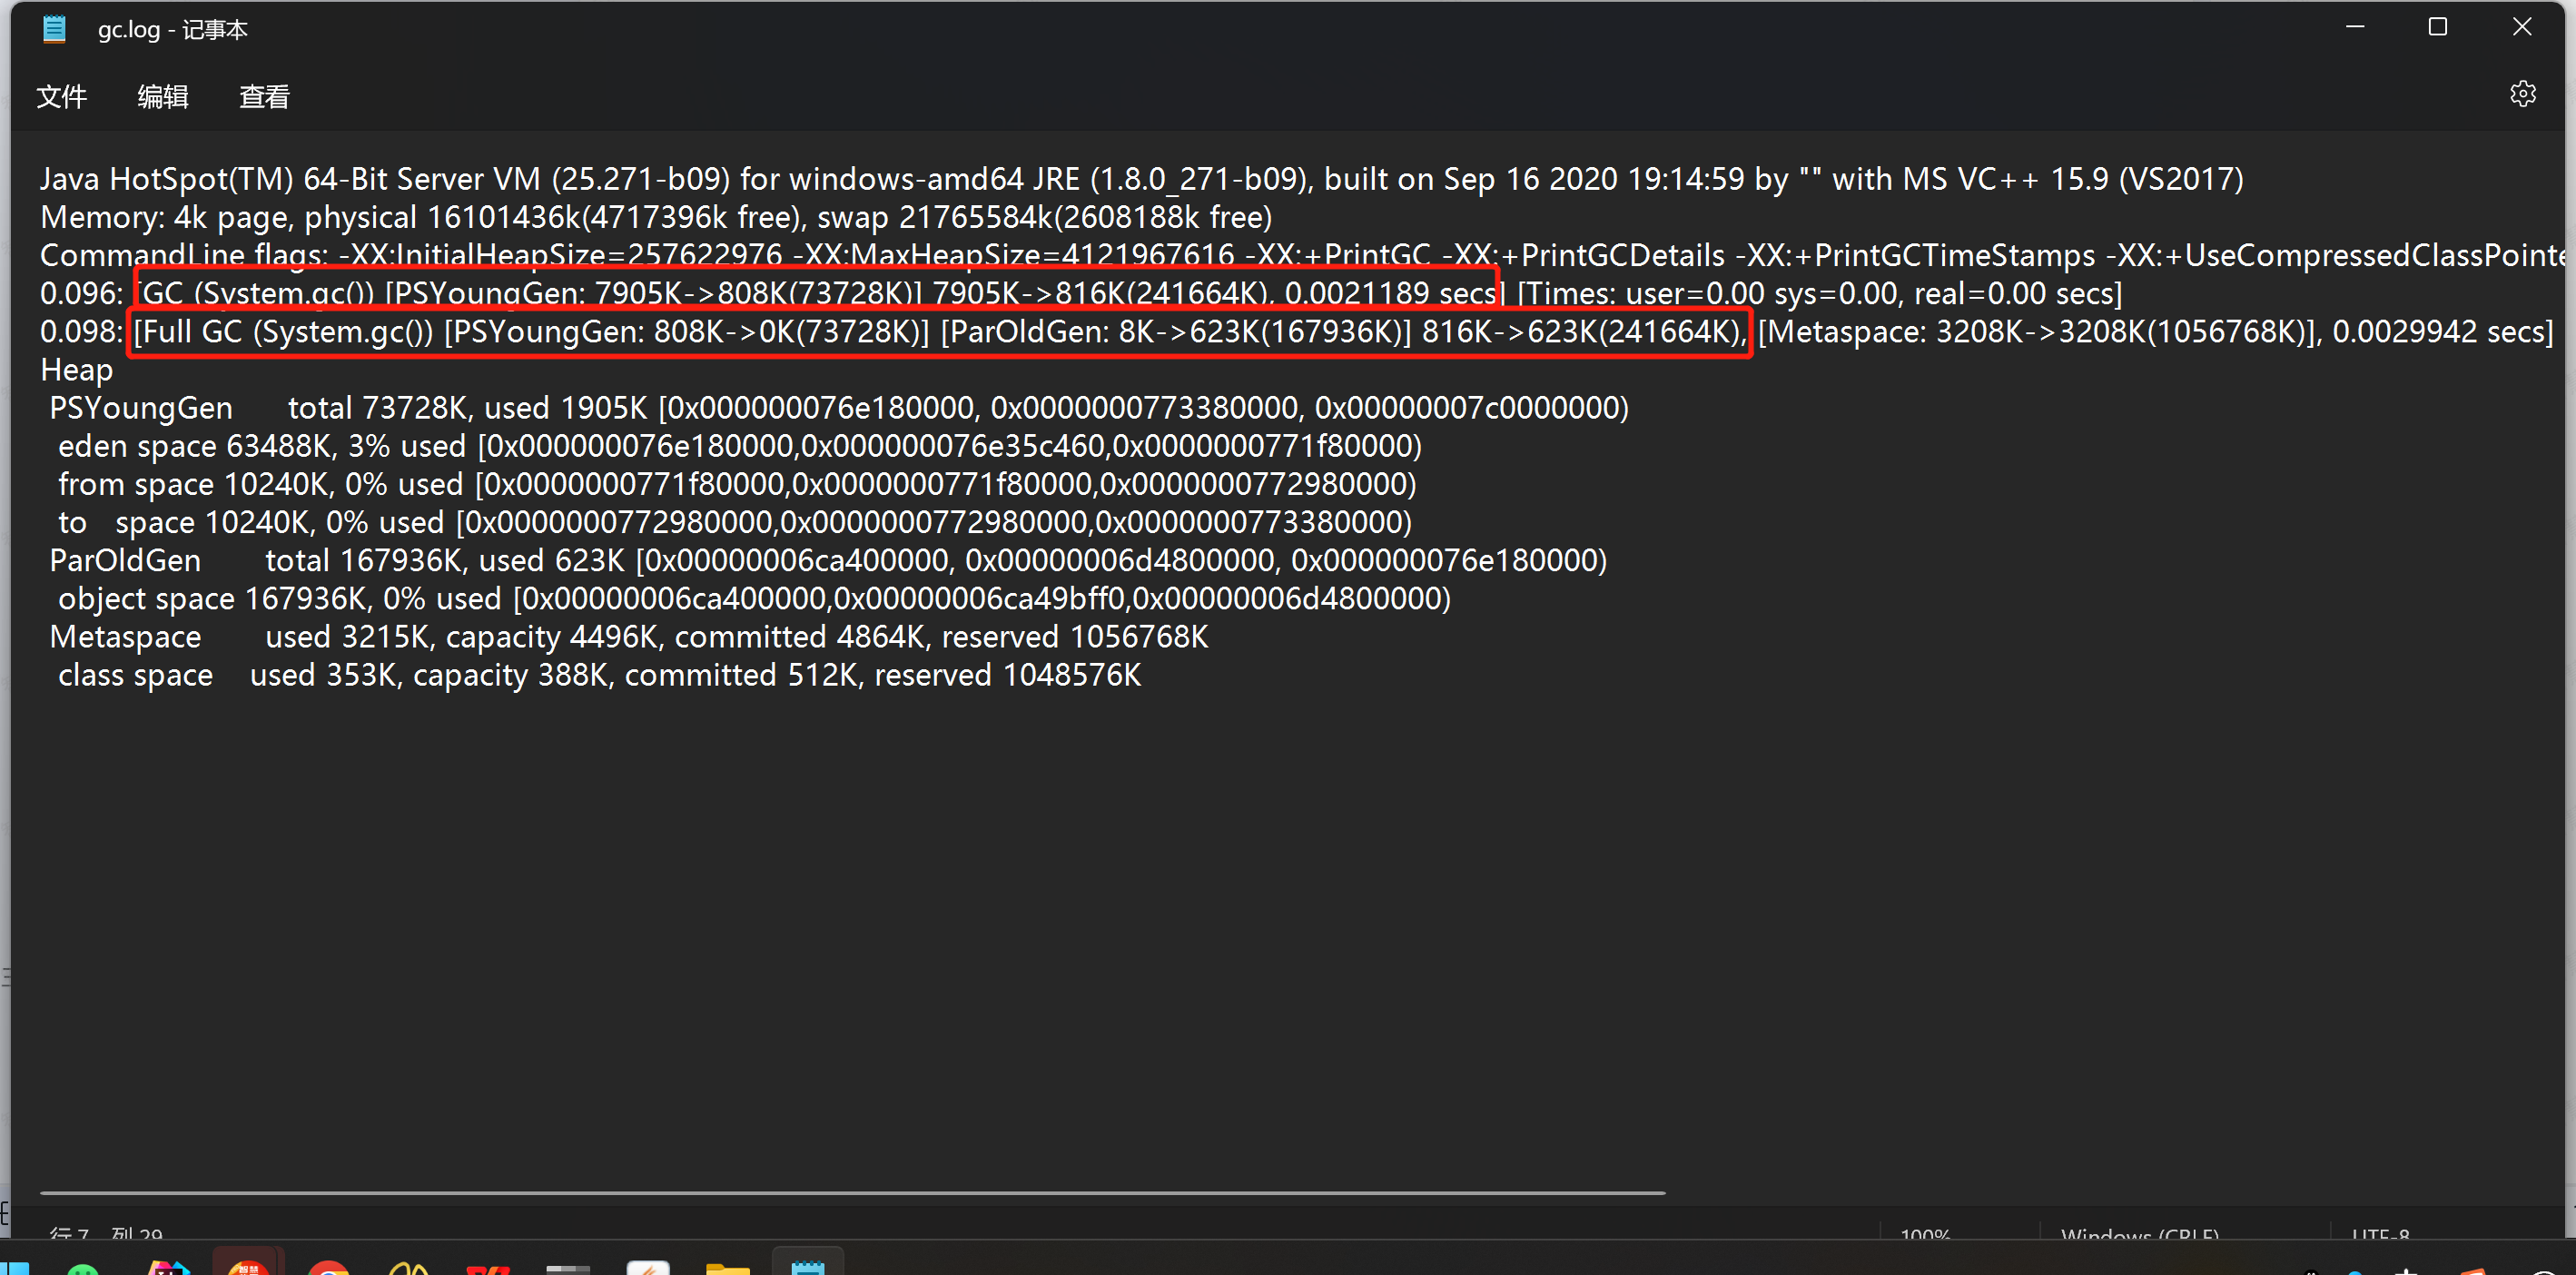 gc.log - 记事本
文件 编辑 查看
Java HotSpot(TM) 64-Bit Server VM (25.271-b09) for windows-amd64 JRE (1.8.0_271-b09), built on Sep 16 2020 19:14:59 by "" with MS VC++ 15.9 (VS2017)
Memory: 4k page, physical 16101436k(4717396k free), swap 21765584k(2608188k free)
CommandLine flags: -XX:InitialHeapSize=257622976 -XX:MaxHeapSize=4121967616 -XX:+PrintGC -XX:+PrintGCDetails -XX:+PrintGCTimeStamps -XX:+UseCompressedClassPointe
0.096: [GC (System.gc()) [PSYoungGen: 7905K->808K(73728K)] 7905K->816K(241664K), 0.0021189 secs] [Times: user=0.00 sys=0.00, real=0.00 secs]
0.098: [Full GC (System.gc()) [PSYoungGen: 808K->0K(73728K)] [ParOldGen: 8K->623K(167936K)] 816K->623K(241664K), [Metaspace: 3208K->3208K(1056768K)], 0.0029942 secs]
Heap
PSYoungGen total 73728K, used 1905K [0x000000076e180000, 0x0000000773380000, 0x00000007c0000000)
eden space 63488K, 3% used [0x000000076e180000,0x000000076e35c460,0x0000000771f80000)
from space 10240K, 0% used [0x0000000771f80000,0x0000000771f80000,0x0000000772980000)
to space 10240K, 0% used [0x0000000772980000,0x0000000772980000,0x0000000773380000)
ParOldGen total 167936K, used 623K [0x00000006ca400000, 0x00000006d4800000, 0x000000076e180000)
object space 167936K, 0% used [0x00000006ca400000,0x00000006ca49bff0,0x00000006d4800000)
Metaspace used 3215K, capacity 4496K, committed 4864K, reserved 1056768K
class space used 353K, capacity 388K, committed 512K, reserved 1048576K
行 7, 列 29 100% Windows (CRLF) UTF-8